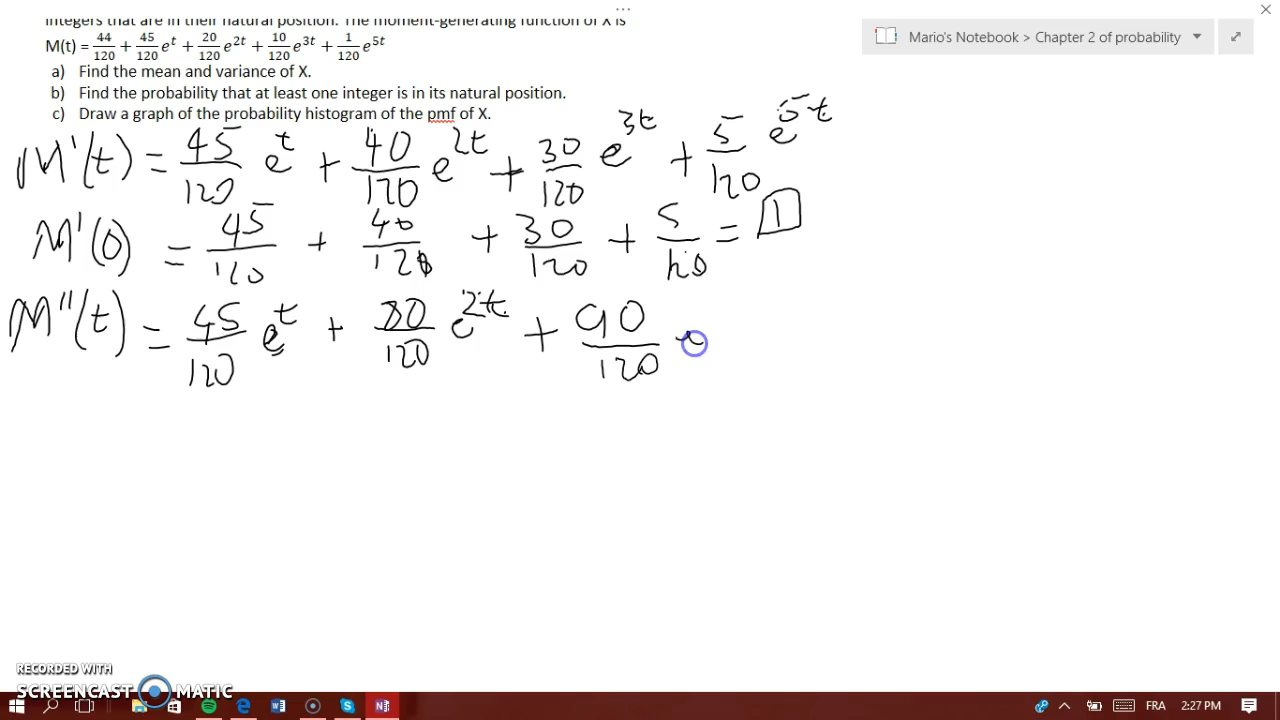 integers that are in their natural position. The moment-generating function of X is
M(t) = 44/120 + 45/120 e^t + 20/120 e^2t + 10/120 e^3t + 1/120 e^5t
a) Find the mean and variance of X.
b) Find the probability that at least one integer is in its natural position.
c) Draw a graph of the probability histogram of the pmf of X.
Mario's Notebook > Chapter 2 of probability
M'(t) = 45/120 e^t + 40/120 e^2t + 30/120 e^3t + 5/120 e^5t
M'(0) = 45/120 + 40/120 + 30/120 + 5/120 = 1
M''(t) = 45/120 e^t + 80/120 e^2t + 90/120
RECORDED WITH
SCREENCAST MATIC
FRA 2:27 PM